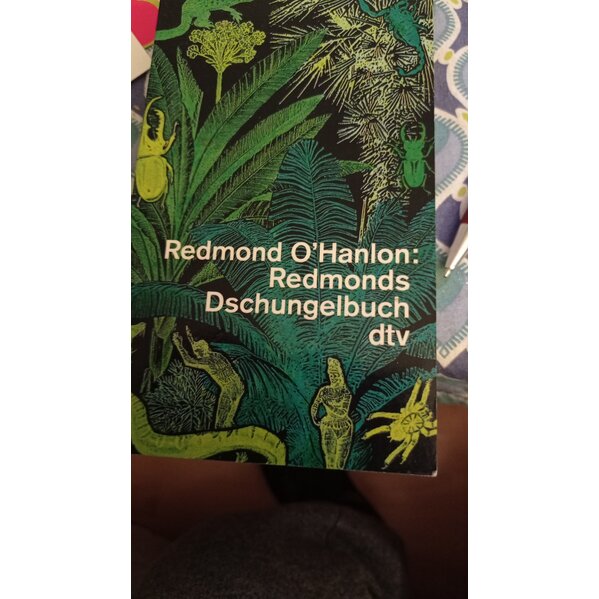 Redmond O'Hanlon:
Redmonds
Dschungelbuch
dtv